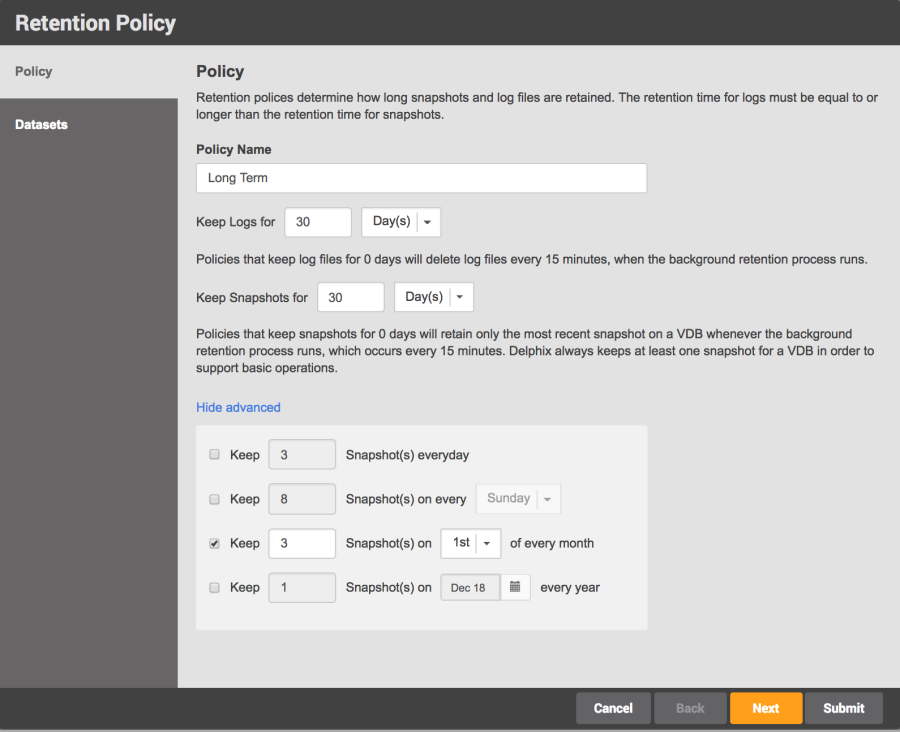 Retention Policy
Policy
Datasets
Policy
Retention polices determine how long snapshots and log files are retained. The retention time for logs must be equal to or
longer than the retention time for snapshots.
Policy Name
Long Term
Keep Logs for 30 Day(s)
Policies that keep log files for 0 days will delete log files every 15 minutes, when the background retention process runs.
Keep Snapshots for 30 Day(s)
Policies that keep snapshots for 0 days will retain only the most recent snapshot on a VDB whenever the background
retention process runs, which occurs every 15 minutes. Delphix always keeps at least one snapshot for a VDB in order to
support basic operations.
Hide advanced
Keep 3 Snapshot(s) everyday
Keep 8 Snapshot(s) on every Sunday
Keep 3 Snapshot(s) on 1st of every month
Keep 1 Snapshot(s) on Dec 18 every year
Cancel Back Next Submit